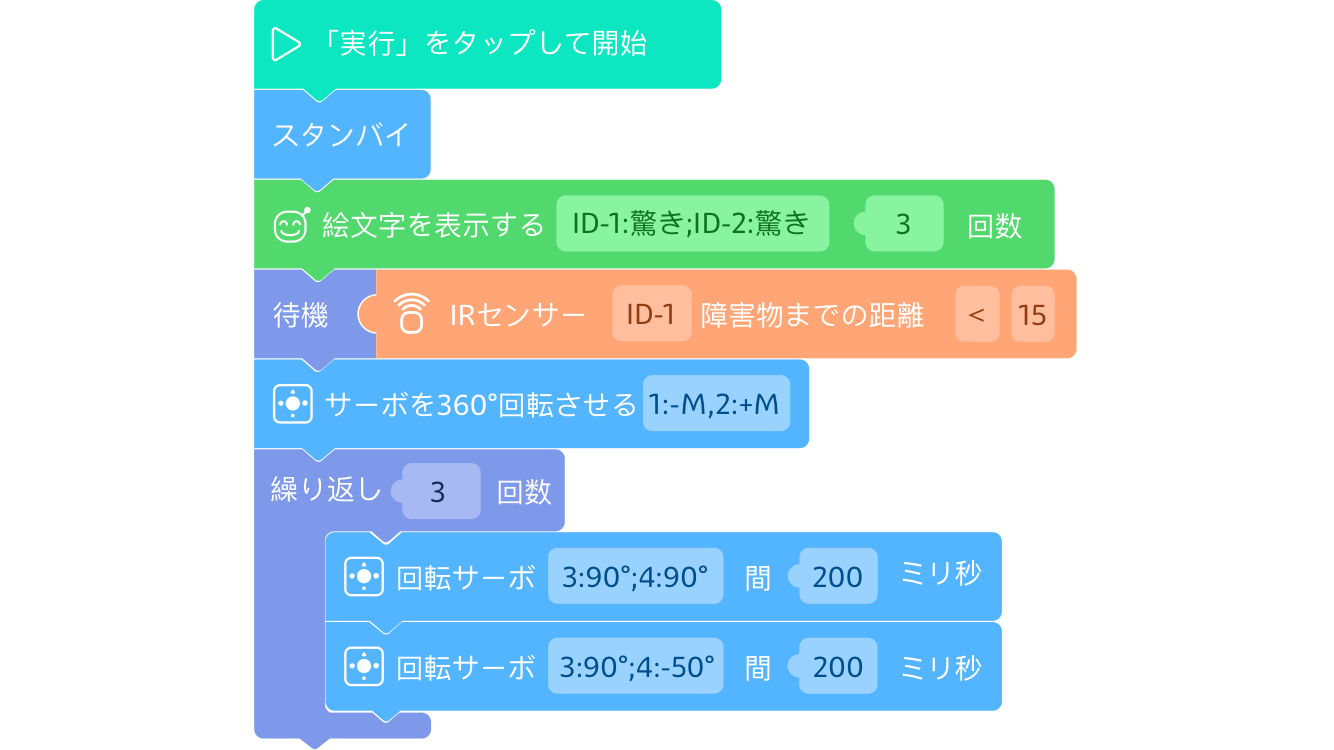 「実行」をタップして開始
スタンバイ
絵文字を表示する ID-1:驚き;ID-2:驚き 3 回数
待機 IRセンサー ID-1 障害物までの距離 < 15
サーボを360°回転させる 1:-M,2:+M
繰り返し 3 回数
回転サーボ 3:90°;4:90° 間 200 ミリ秒
回転サーボ 3:90°;4:-50° 間 200 ミリ秒